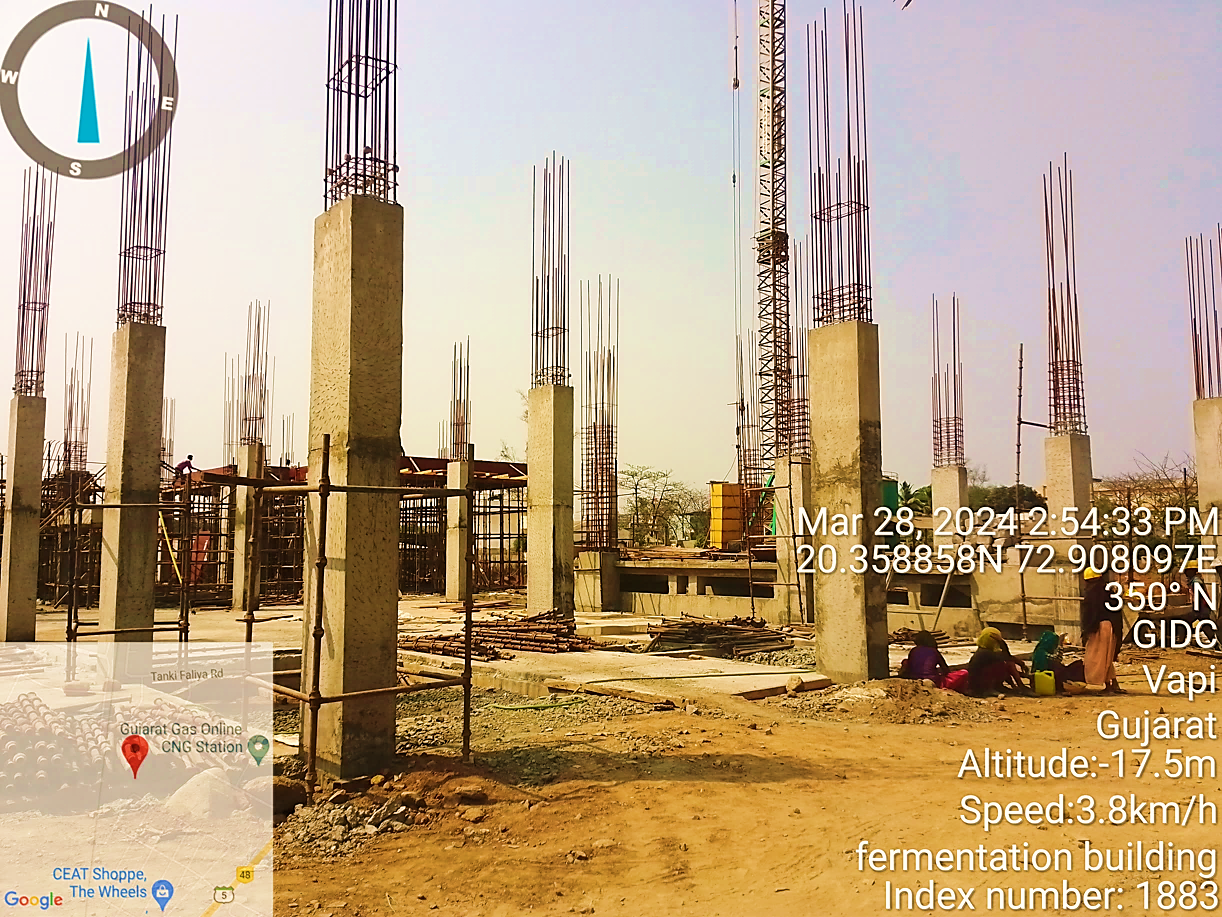 N
W
E
S
Mar 28, 2024 2:54:33 PM
20.358858N 72.908097E
350° N
GIDC
Vapi
Gujarat
Altitude:-17.5m
Speed:3.8km/h
fermentation building
Index number: 1883
Tanki Faliya Rd
Gujarat Gas Online
CNG Station
48
CEAT Shoppe,
The Wheels
5
Google